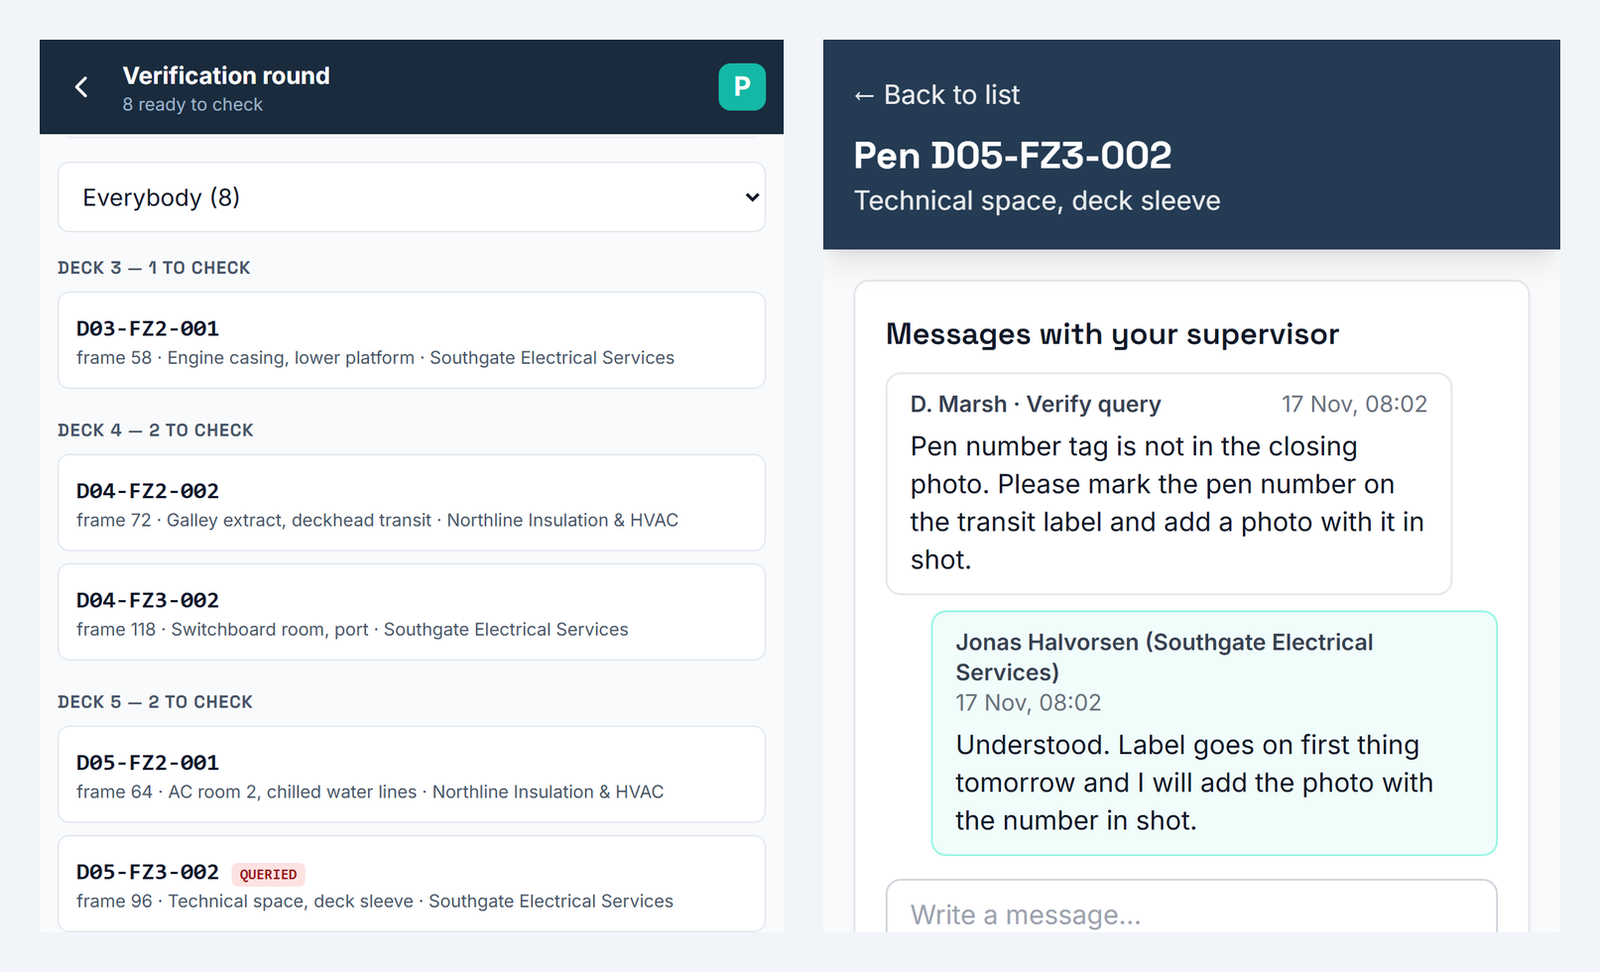 Verification round
8 ready to check
P
Everybody (8)
DECK 3 — 1 TO CHECK
D03-FZ2-001
frame 58 · Engine casing, lower platform · Southgate Electrical Services
DECK 4 — 2 TO CHECK
D04-FZ2-002
frame 72 · Galley extract, deckhead transit · Northline Insulation & HVAC
D04-FZ3-002
frame 118 · Switchboard room, port · Southgate Electrical Services
DECK 5 — 2 TO CHECK
D05-FZ2-001
frame 64 · AC room 2, chilled water lines · Northline Insulation & HVAC
D05-FZ3-002 QUERIED
frame 96 · Technical space, deck sleeve · Southgate Electrical Services
← Back to list
Pen D05-FZ3-002
Technical space, deck sleeve
Messages with your supervisor
D. Marsh · Verify query 17 Nov, 08:02
Pen number tag is not in the closing
photo. Please mark the pen number on
the transit label and add a photo with it in
shot.
Jonas Halvorsen (Southgate Electrical
Services)
17 Nov, 08:02
Understood. Label goes on first thing
tomorrow and I will add the photo with
the number in shot.
Write a message...